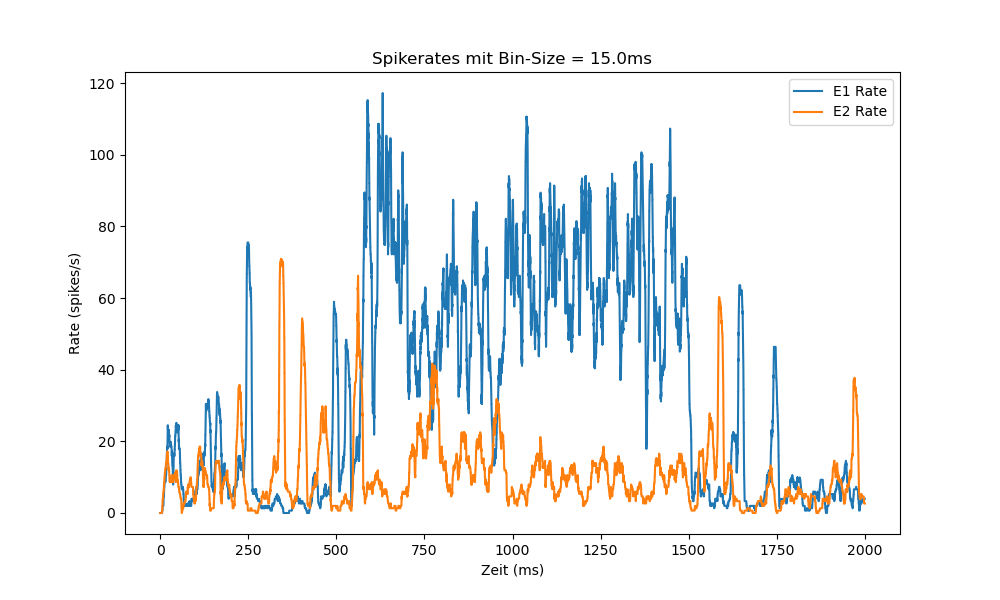 Spikerates mit Bin-Size = 15.0ms
E1 Rate
E2 Rate
Rate (spikes/s)
120
100
80
60
40
20
0
0 250 500 750 1000 1250 1500 1750 2000
Zeit (ms)